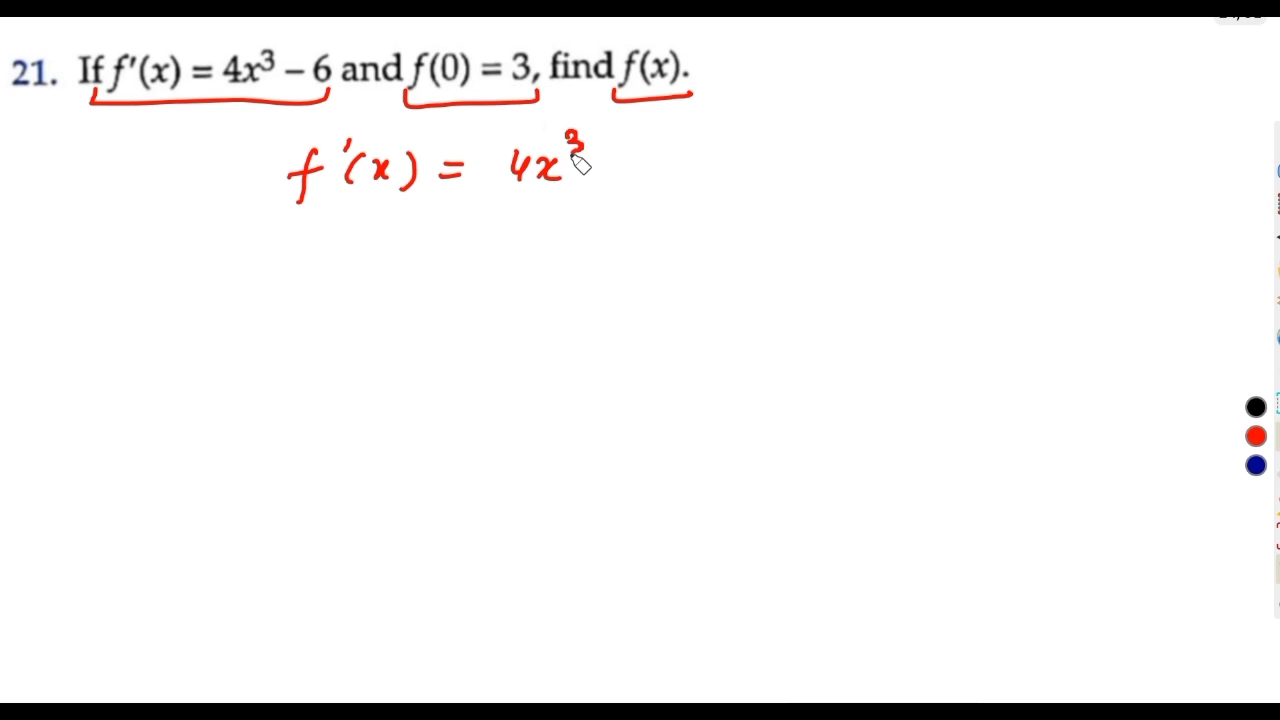 21. If f'(x) = 4x³ – 6 and f(0) = 3, find f(x).
f'(x) = 4x³